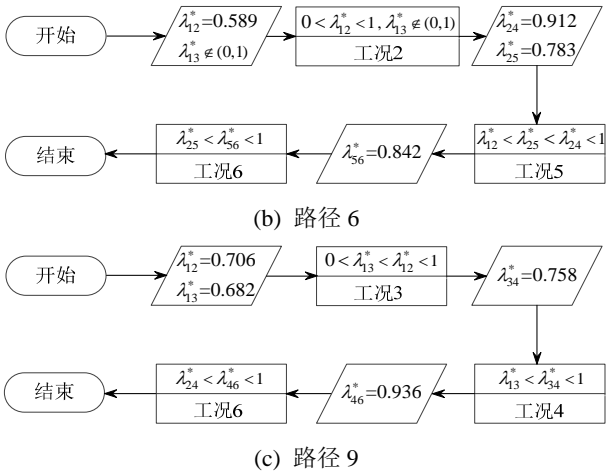 开始
λ*12=0.589
λ*13∉(0,1)
0<λ*12<1, λ*13∉(0,1)
工况2
λ*24=0.912
λ*25=0.783
λ*12<λ*25<λ*24<1
工况5
λ*56=0.842
λ*25<λ*56<1
工况6
结束
(b) 路径 6
开始
λ*12=0.706
λ*13=0.682
0<λ*13<λ*12<1
工况3
λ*34=0.758
λ*13<λ*34<1
工况4
λ*46=0.936
λ*24<λ*46<1
工况6
结束
(c) 路径 9